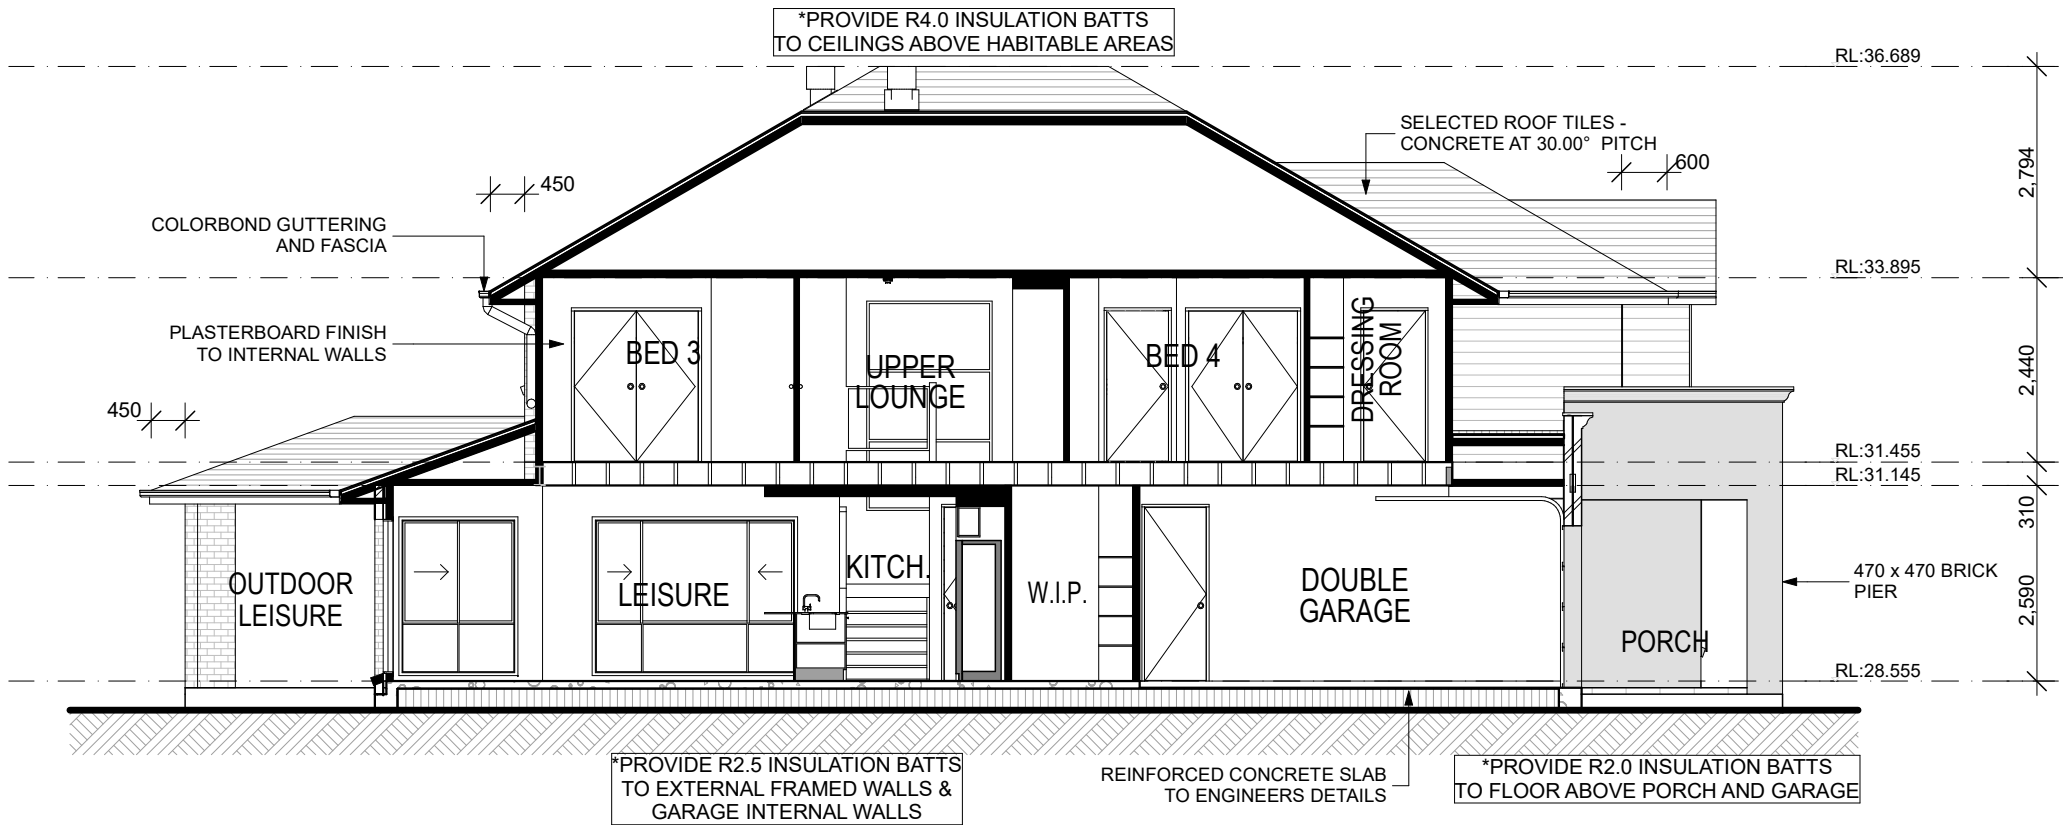 *PROVIDE R4.0 INSULATION BATTS
TO CEILINGS ABOVE HABITABLE AREAS
RL:36.689
SELECTED ROOF TILES -
CONCRETE AT 30.00° PITCH
600
2,794
450
COLORBOND GUTTERING
AND FASCIA
RL:33.895
PLASTERBOARD FINISH
TO INTERNAL WALLS
BED 3
UPPER
LOUNGE
BED 4
DRESSING
ROOM
2,440
450
RL:31.455
RL:31.145
310
OUTDOOR
LEISURE
LEISURE
KITCH.
W.I.P.
DOUBLE
GARAGE
PORCH
470 x 470 BRICK
PIER
2,590
RL:28.555
*PROVIDE R2.5 INSULATION BATTS
TO EXTERNAL FRAMED WALLS &
GARAGE INTERNAL WALLS
REINFORCED CONCRETE SLAB
TO ENGINEERS DETAILS
*PROVIDE R2.0 INSULATION BATTS
TO FLOOR ABOVE PORCH AND GARAGE